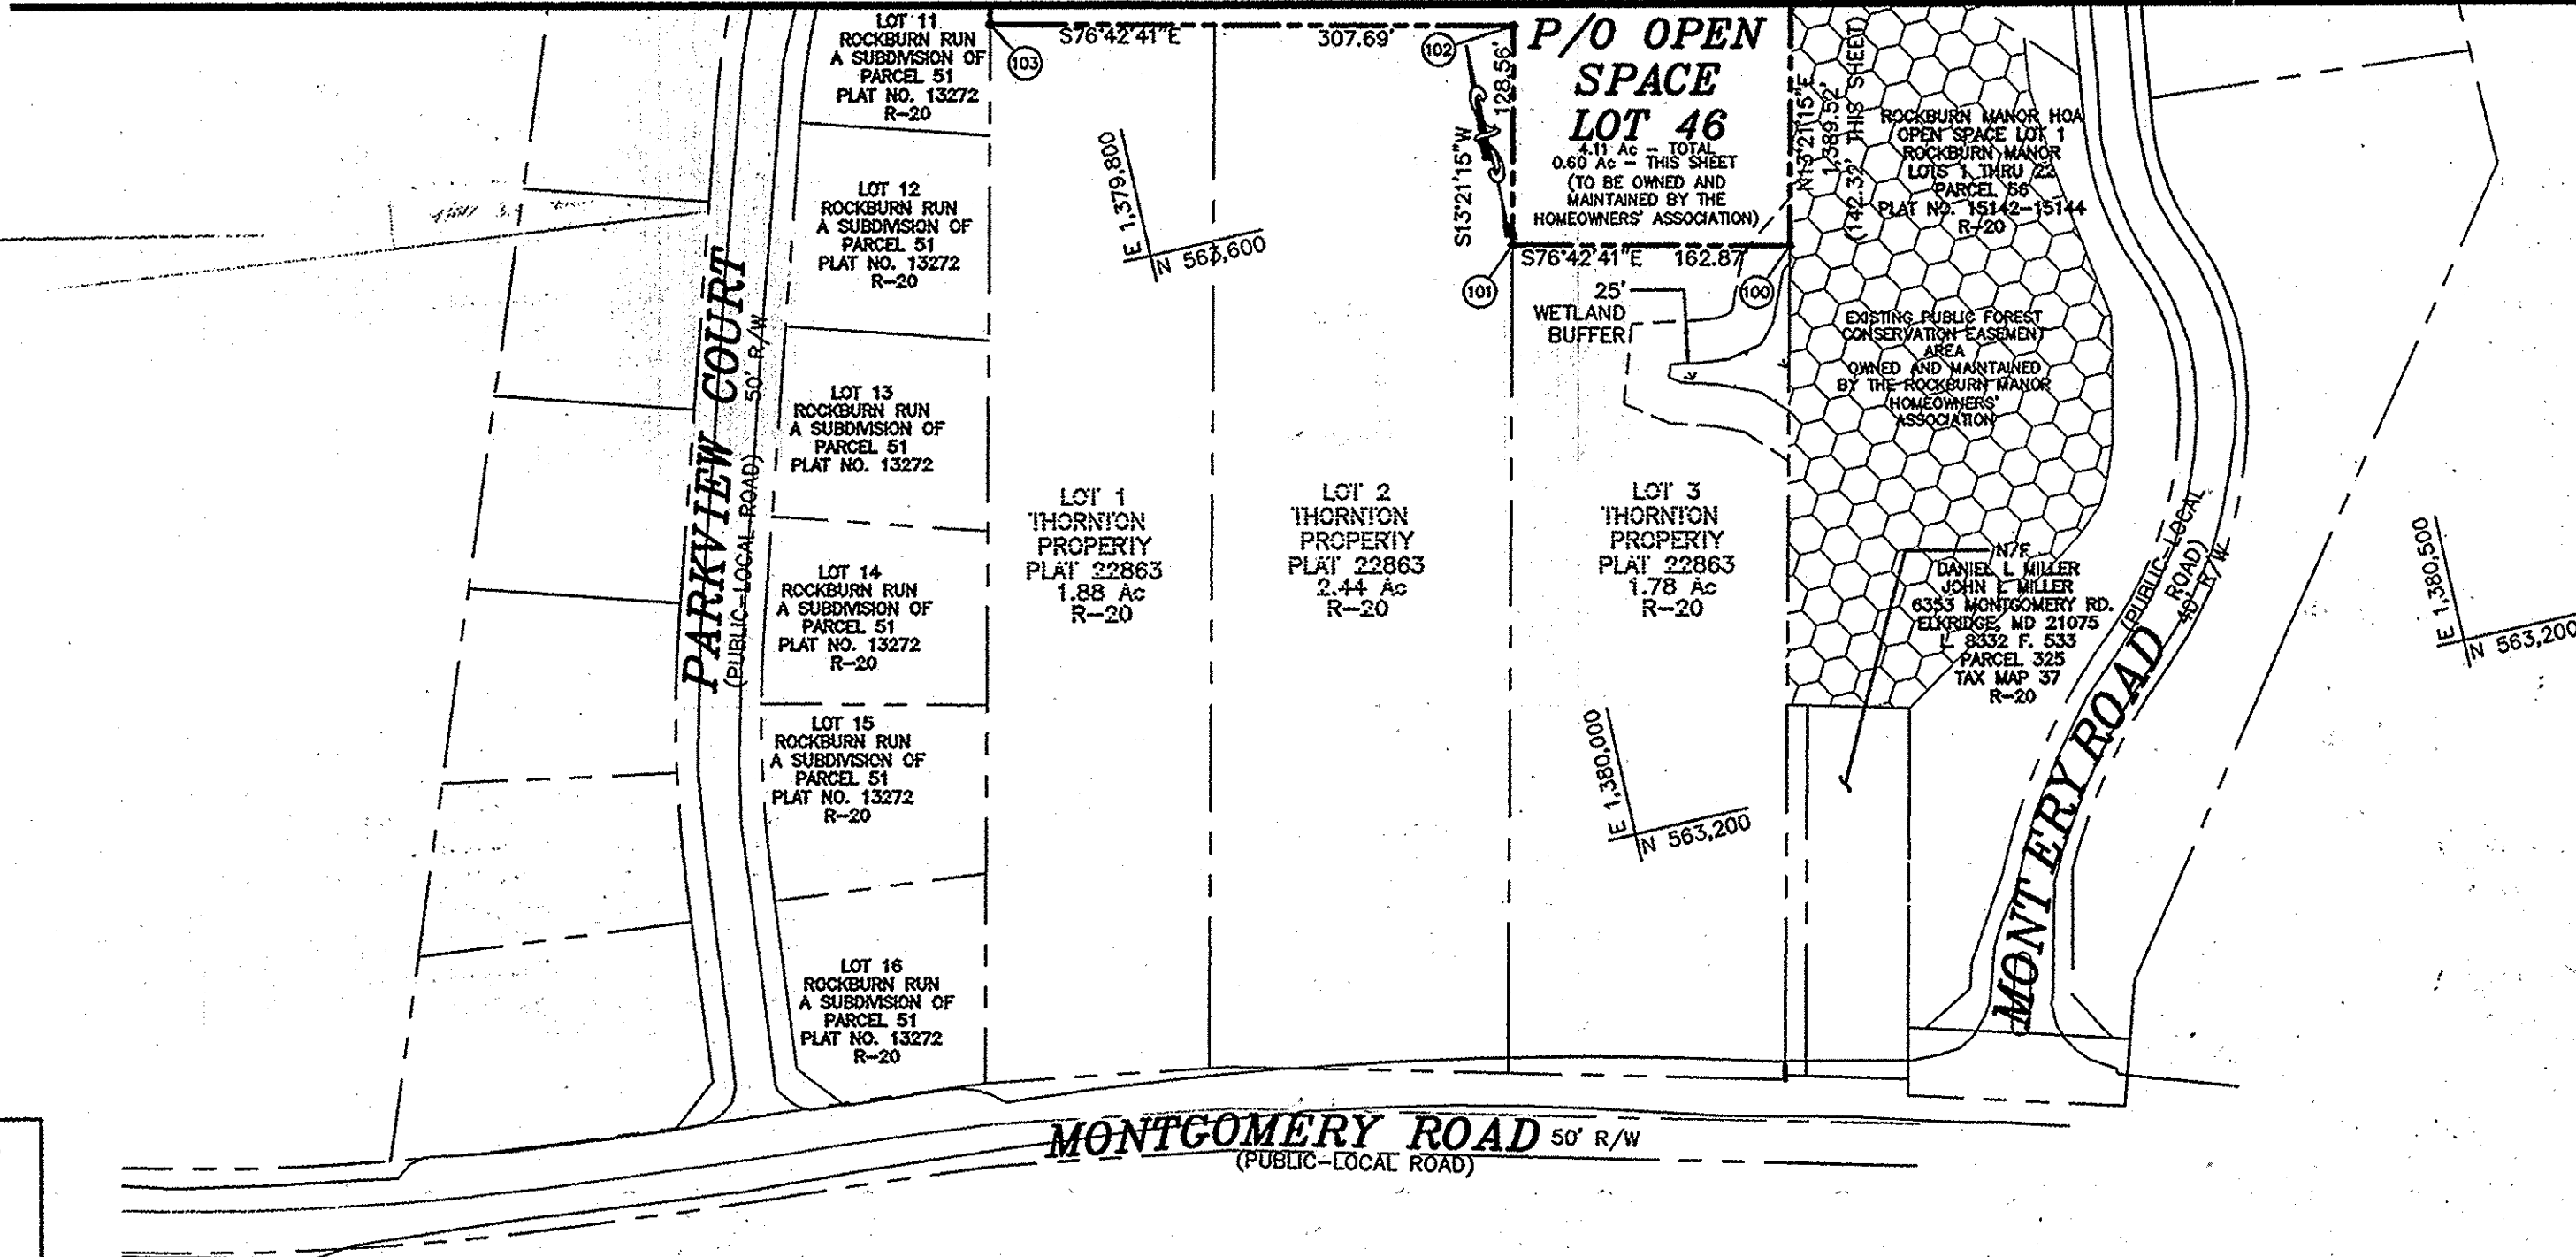 LOT 11
ROCKBURN RUN
A SUBDIVISION OF
PARCEL 51
PLAT NO. 13272
R-20
S76°42'41"E
307.69'
103
102
S13°21'15"W
128.56'
P/O OPEN
SPACE
LOT 46
4.11 Ac - TOTAL
0.60 Ac - THIS SHEET
(TO BE OWNED AND
MAINTAINED BY THE
HOMEOWNERS' ASSOCIATION)
N13°21'15"E
1,389.52'
(142.32' THIS SHEET)
ROCKBURN MANOR HOA
OPEN SPACE LOT 1
ROCKBURN MANOR
LOTS 1 THRU 22
PARCEL 56
PLAT NO. 15142-15144
R-20
LOT 12
ROCKBURN RUN
A SUBDIVISION OF
PARCEL 51
PLAT NO. 13272
R-20
E 1,379,800
N 563,600
S76°42'41"E 162.87'
101
100
25'
WETLAND
BUFFER
EXISTING PUBLIC FOREST
CONSERVATION EASEMENT
AREA
OWNED AND MAINTAINED
BY THE ROCKBURN MANOR
HOMEOWNERS'
ASSOCIATION
PARKVIEW COURT
50' R/W
(PUBLIC-LOCAL ROAD)
LOT 13
ROCKBURN RUN
A SUBDIVISION OF
PARCEL 51
PLAT NO. 13272
LOT 1
THORNTON
PROPERTY
PLAT 22863
1.88 Ac
R-20
LOT 2
THORNTON
PROPERTY
PLAT 22863
2.44 Ac
R-20
LOT 3
THORNTON
PROPERTY
PLAT 22863
1.78 Ac
R-20
N/F
DANIEL L MILLER
JOHN E MILLER
6353 MONTGOMERY RD.
ELKRIDGE, MD 21075
L. 8332 F. 533
PARCEL 325
TAX MAP 37
R-20
LOT 14
ROCKBURN RUN
A SUBDIVISION OF
PARCEL 51
PLAT NO. 13272
R-20
MONT ERY ROAD
(PUBLIC-LOCAL
ROAD)
40' R/W
E 1,380,500
N 563,200
LOT 15
ROCKBURN RUN
A SUBDIVISION OF
PARCEL 51
PLAT NO. 13272
R-20
E 1,380,000
N 563,200
LOT 16
ROCKBURN RUN
A SUBDIVISION OF
PARCEL 51
PLAT NO. 13272
R-20
MONTGOMERY ROAD 50' R/W
(PUBLIC-LOCAL ROAD)